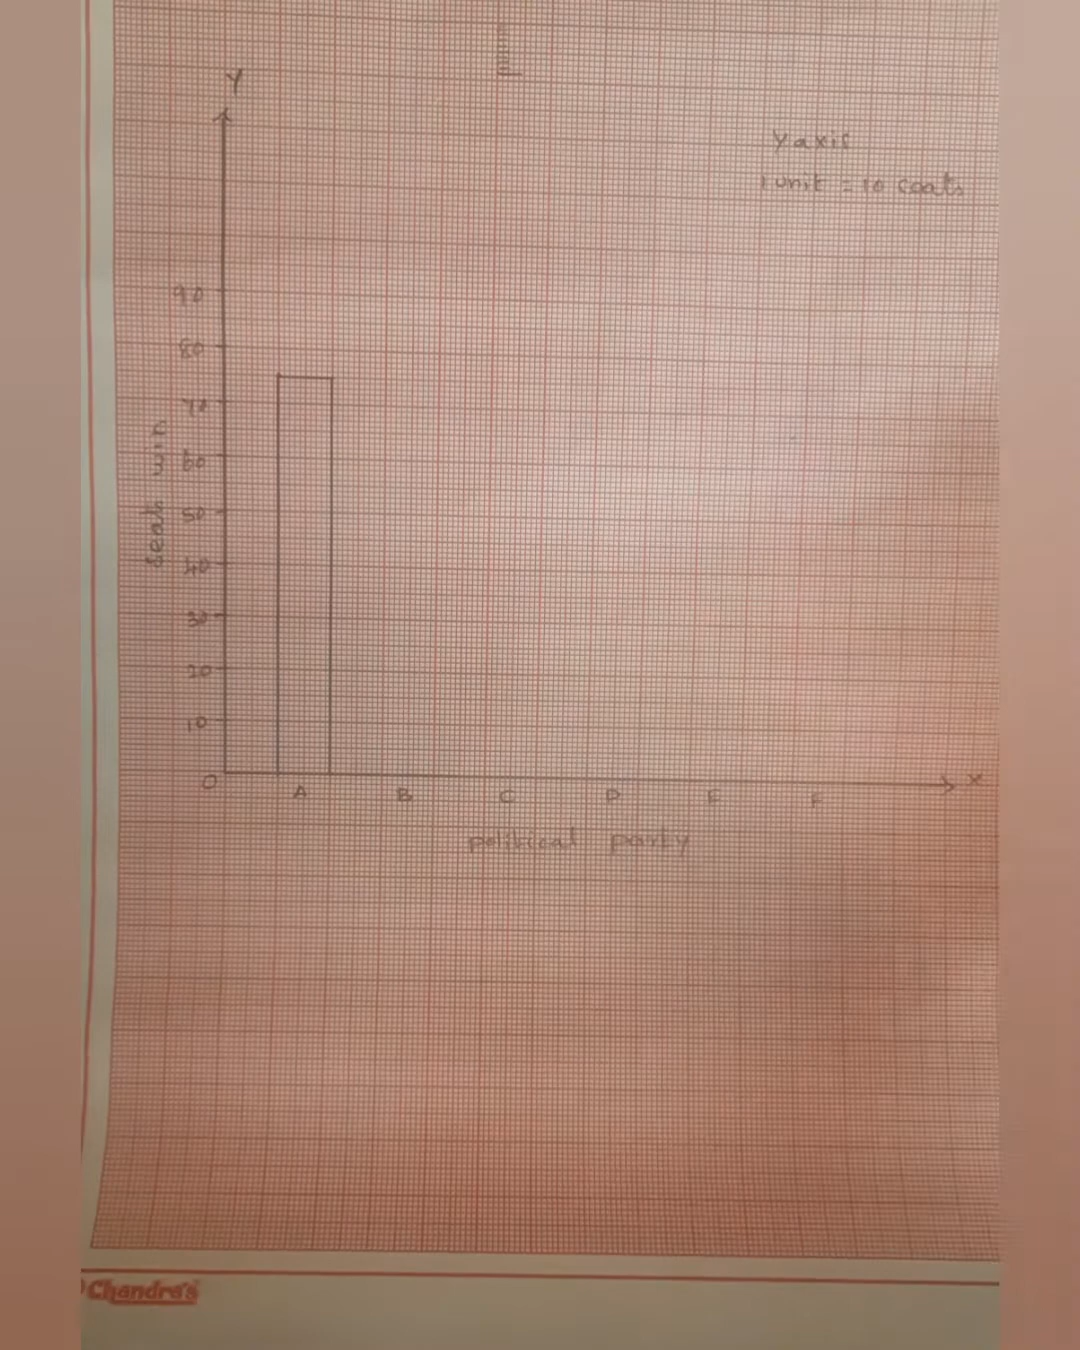 Y
Y axis
1 unit = 10 coats
90
80
70
60
50
40
30
20
10
0
seats win
A B C D E F
X
political party
Chandra's